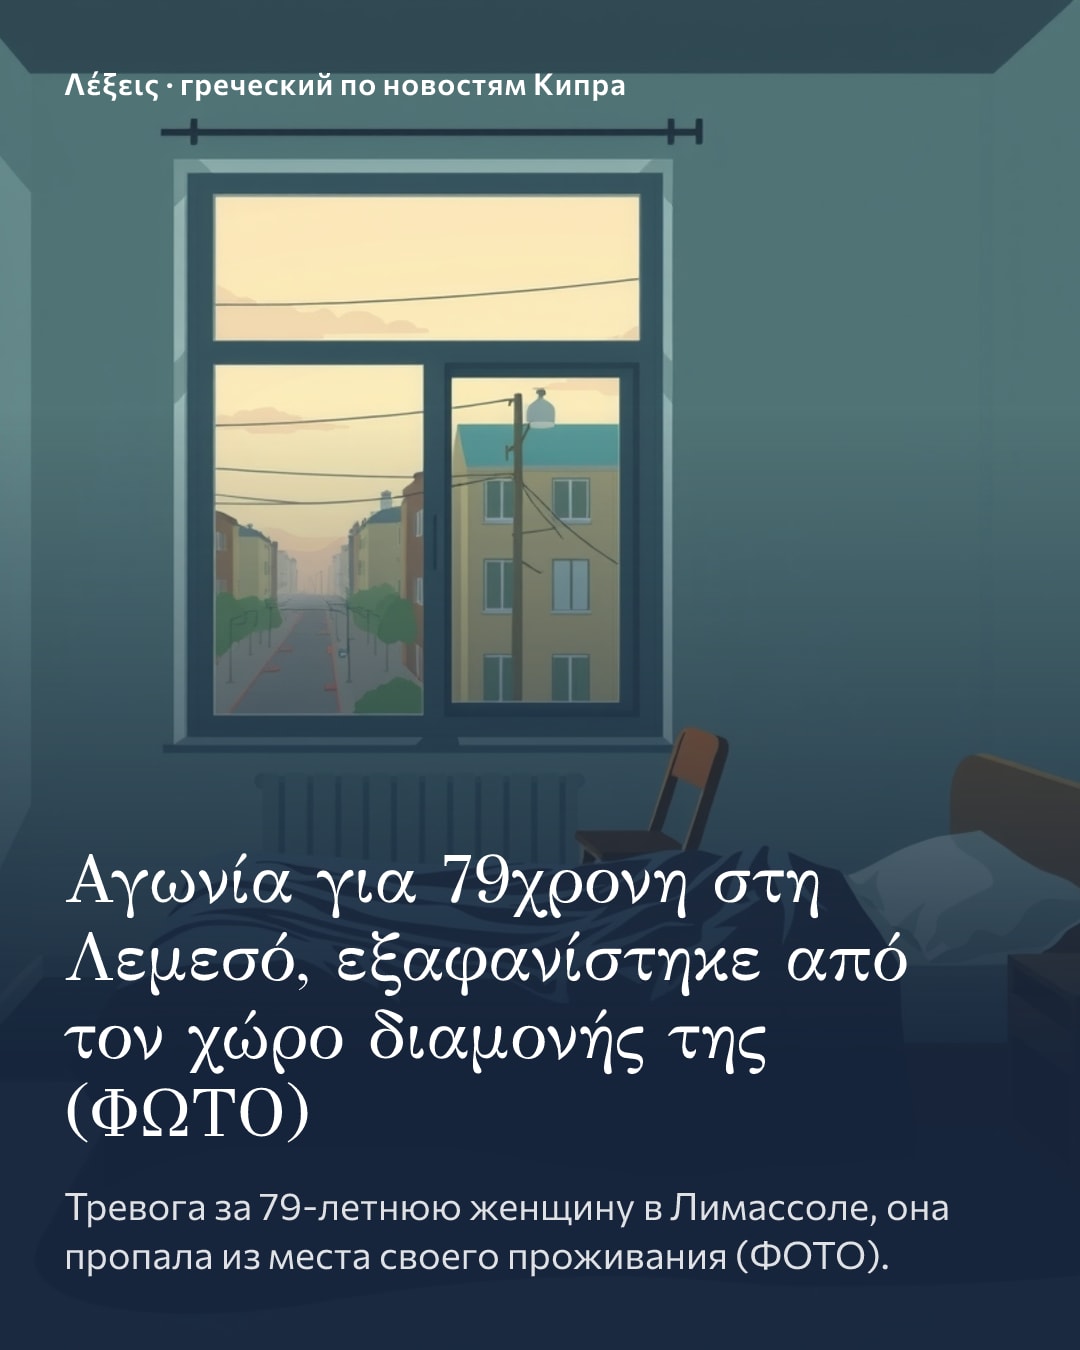 Λέξεις · греческий по новостям Кипра
Αγωνία για 79χρονη στη
Λεμεσό, εξαφανίστηκε από
τον χώρο διαμονής της
(ΦΩΤΟ)
Тревога за 79-летнюю женщину в Лимассоле, она
пропала из места своего проживания (ФОТО).